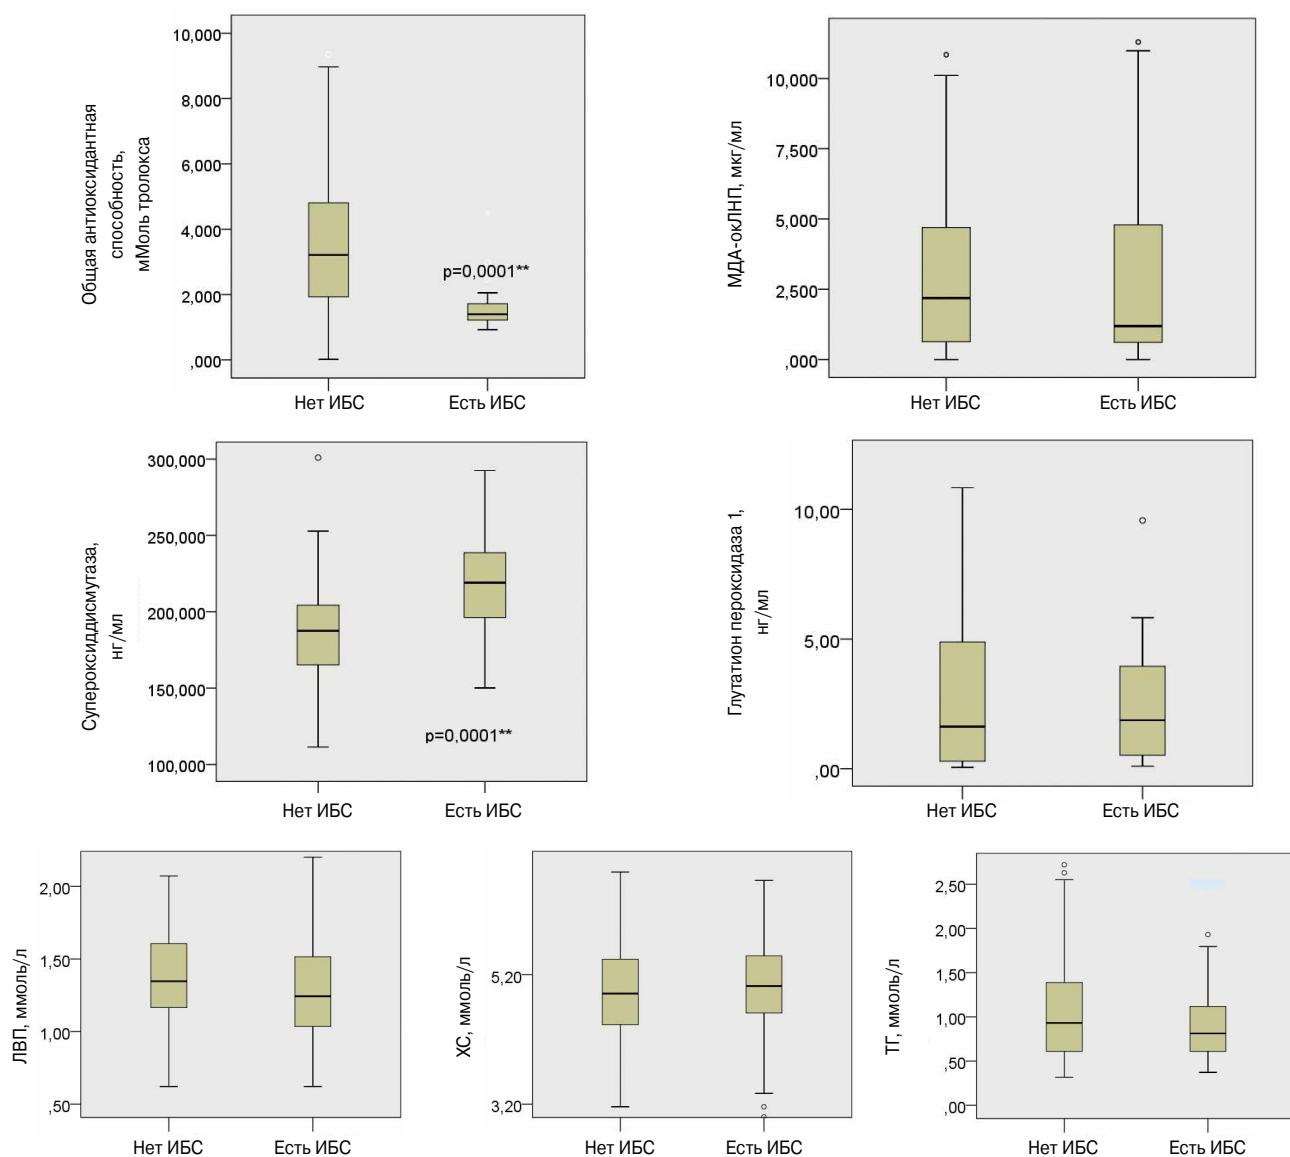 Общая антиоксидантная
способность,
мМоль тролокса
10,000
8,000
6,000
4,000
2,000
,000
p=0,0001**
Нет ИБС
Есть ИБС
МДА-окЛНП, мкг/мл
10,000
7,500
5,000
2,500
,000
Нет ИБС
Есть ИБС
Супероксиддисмутаза,
нг/мл
300,000
250,000
200,000
150,000
100,000
p=0,0001**
Нет ИБС
Есть ИБС
Глутатион пероксидаза 1,
нг/мл
10,00
5,00
,00
Нет ИБС
Есть ИБС
ЛВП, ммоль/л
2,00
1,50
1,00
,50
Нет ИБС
Есть ИБС
ХС, ммоль/л
5,20
3,20
Нет ИБС
Есть ИБС
ТГ, ммоль/л
2,50
2,00
1,50
1,00
,50
,00
Нет ИБС
Есть ИБС